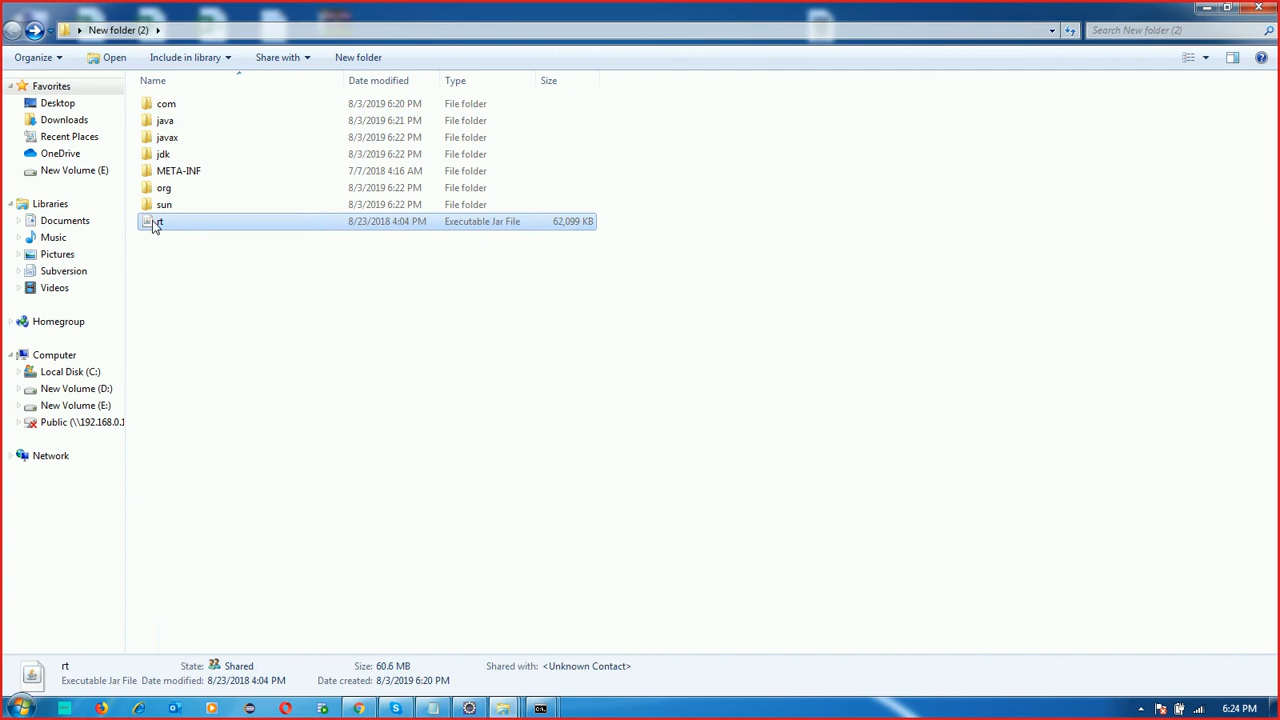 New folder (2)
Search New folder (2)
Organize
Open
Include in library
Share with
New folder
Name
Date modified
Type
Size
Favorites
Desktop
Downloads
Recent Places
OneDrive
New Volume (E)
Libraries
Documents
Music
Pictures
Subversion
Videos
Homegroup
Computer
Local Disk (C:)
New Volume (D:)
New Volume (E:)
Public (\\192.168.0.1
Network
com 8/3/2019 6:20 PM File folder
java 8/3/2019 6:21 PM File folder
javax 8/3/2019 6:22 PM File folder
jdk 8/3/2019 6:22 PM File folder
META-INF 7/7/2018 4:16 AM File folder
org 8/3/2019 6:22 PM File folder
sun 8/3/2019 6:22 PM File folder
rt 8/23/2018 4:04 PM Executable Jar File 62,099 KB
rt State: Shared Size: 60.6 MB Shared with: <Unknown Contact>
Executable Jar File Date modified: 8/23/2018 4:04 PM Date created: 8/3/2019 6:20 PM
6:24 PM